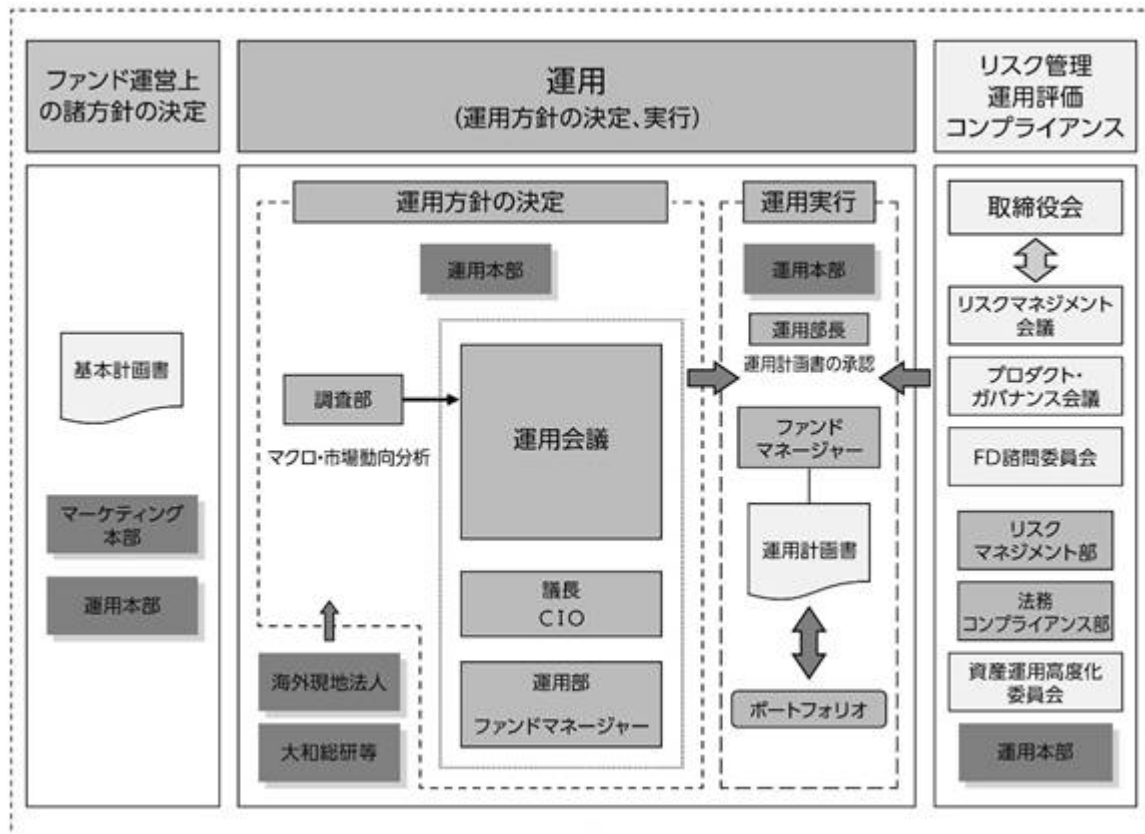 ファンド運営上
の諸方針の決定
基本計画書
マーケティング
本部
運用本部
運用
(運用方針の決定、実行)
運用方針の決定
運用本部
調査部
マクロ・市場動向分析
運用会議
議長
CIO
運用部
ファンドマネージャー
海外現地法人
大和総研等
運用実行
運用本部
運用部長
運用計画書の承認
ファンド
マネージャー
運用計画書
ポートフォリオ
リスク管理
運用評価
コンプライアンス
取締役会
リスクマネジメント
会議
プロダクト・
ガバナンス会議
FD諮問委員会
リスク
マネジメント部
法務
コンプライアンス部
資産運用高度化
委員会
運用本部